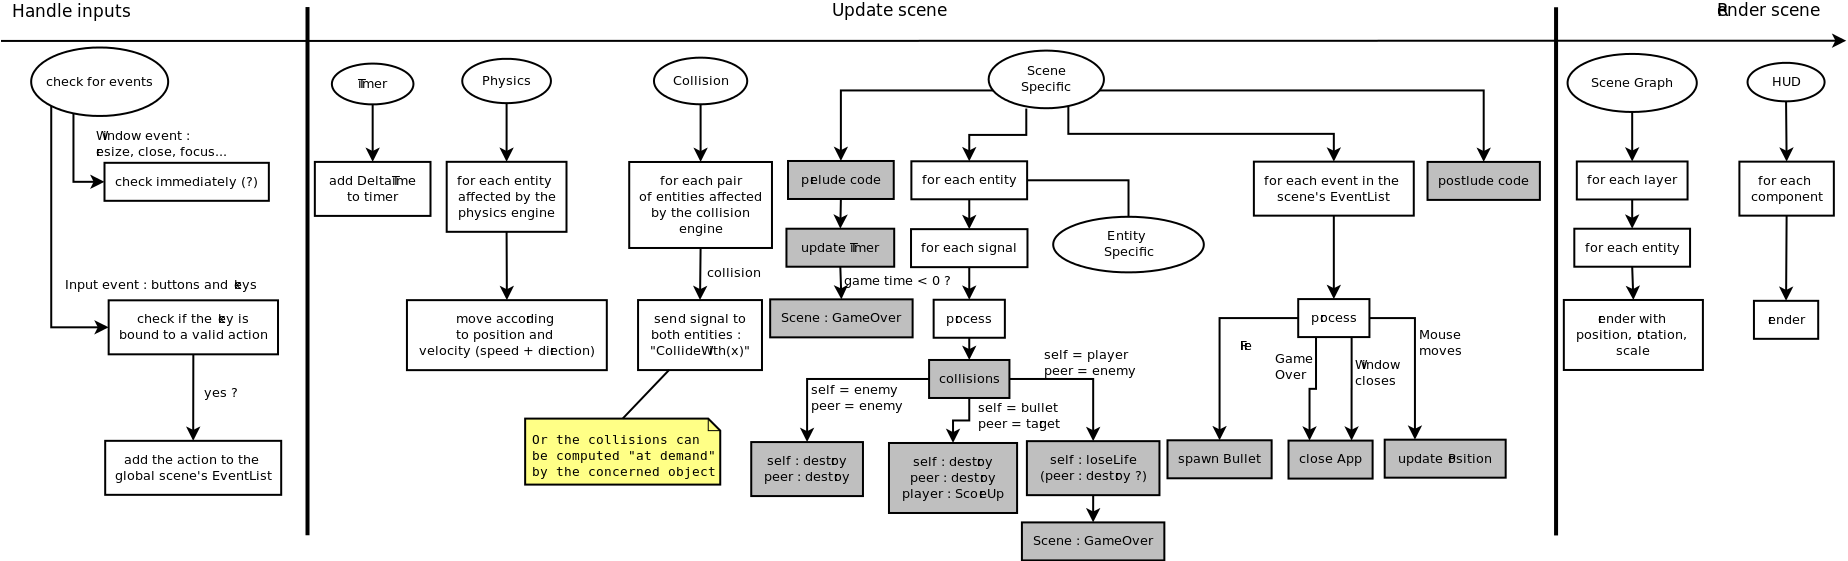 Handle inputs
Update scene
Render scene
check for events
Window event :
resize, close, focus...
check immediately (?)
Input event : buttons and keys
check if the key is
bound to a valid action
yes ?
add the action to the
global scene's EventList
Timer
add DeltaTime
to timer
Physics
for each entity
affected by the
physics engine
move according
to position and
velocity (speed + direction)
Collision
for each pair
of entities affected
by the collision
engine
collision
send signal to
both entities :
"CollideWith(x)"
Or the collisions can
be computed "at demand"
by the concerned object
Scene
Specific
prelude code
update Timer
game time < 0 ?
Scene : GameOver
for each entity
for each signal
process
collisions
Entity
Specific
self = enemy
peer = enemy
self : destroy
peer : destroy
self = bullet
peer = target
self : destroy
peer : destroy
player : ScoreUp
self = player
peer = enemy
self : loseLife
(peer : destroy ?)
Scene : GameOver
for each event in the
scene's EventList
process
Fire
spawn Bullet
Game
Over
Window
closes
close App
Mouse
moves
update Position
postlude code
Scene Graph
for each layer
for each entity
render with
position, rotation,
scale
HUD
for each
component
render